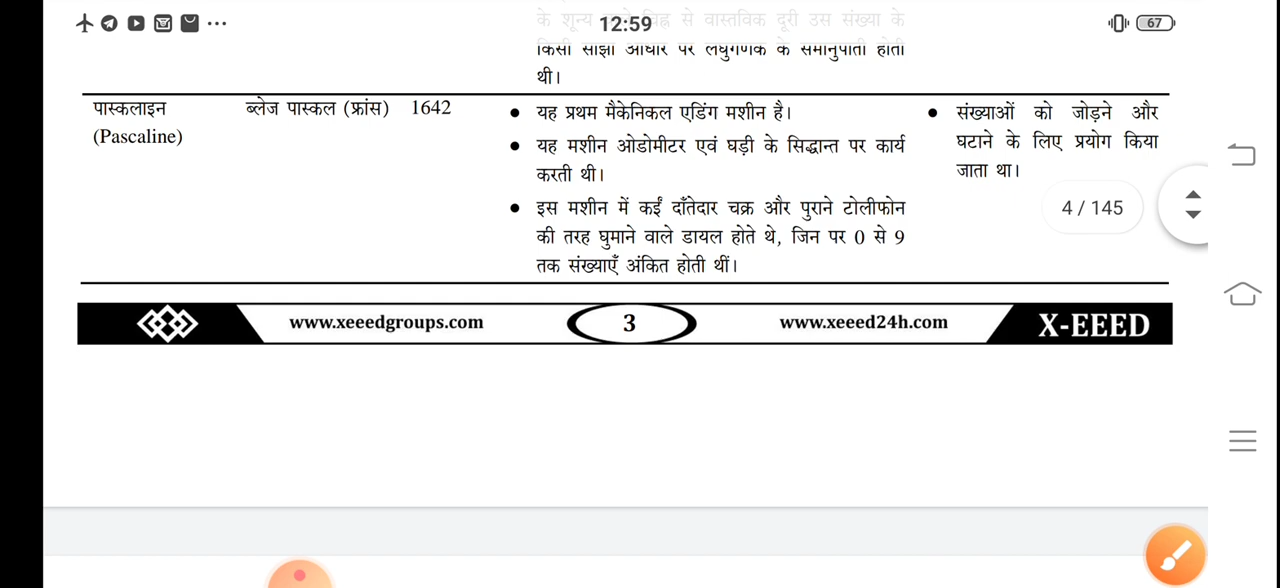 12:59
67
के शून्य वाले चिह्न से वास्तविक दूरी उस संख्या के
किसी साझा आधार पर लघुगणक के समानुपाती होती
थी।
पास्कलाइन
(Pascaline)
ब्लेज पास्कल (फ्रांस)
1642
• यह प्रथम मैकेनिकल एडिंग मशीन है।
• यह मशीन ओडोमीटर एवं घड़ी के सिद्धान्त पर कार्य
करती थी।
• इस मशीन में कईं दाँतेदार चक्र और पुराने टोलीफोन
की तरह घुमाने वाले डायल होते थे, जिन पर 0 से 9
तक संख्याएँ अंकित होती थीं।
• संख्याओं को जोड़ने और
घटाने के लिए प्रयोग किया
जाता था।
4 / 145
www.xeeedgroups.com
3
www.xeeed24h.com
X-EEED